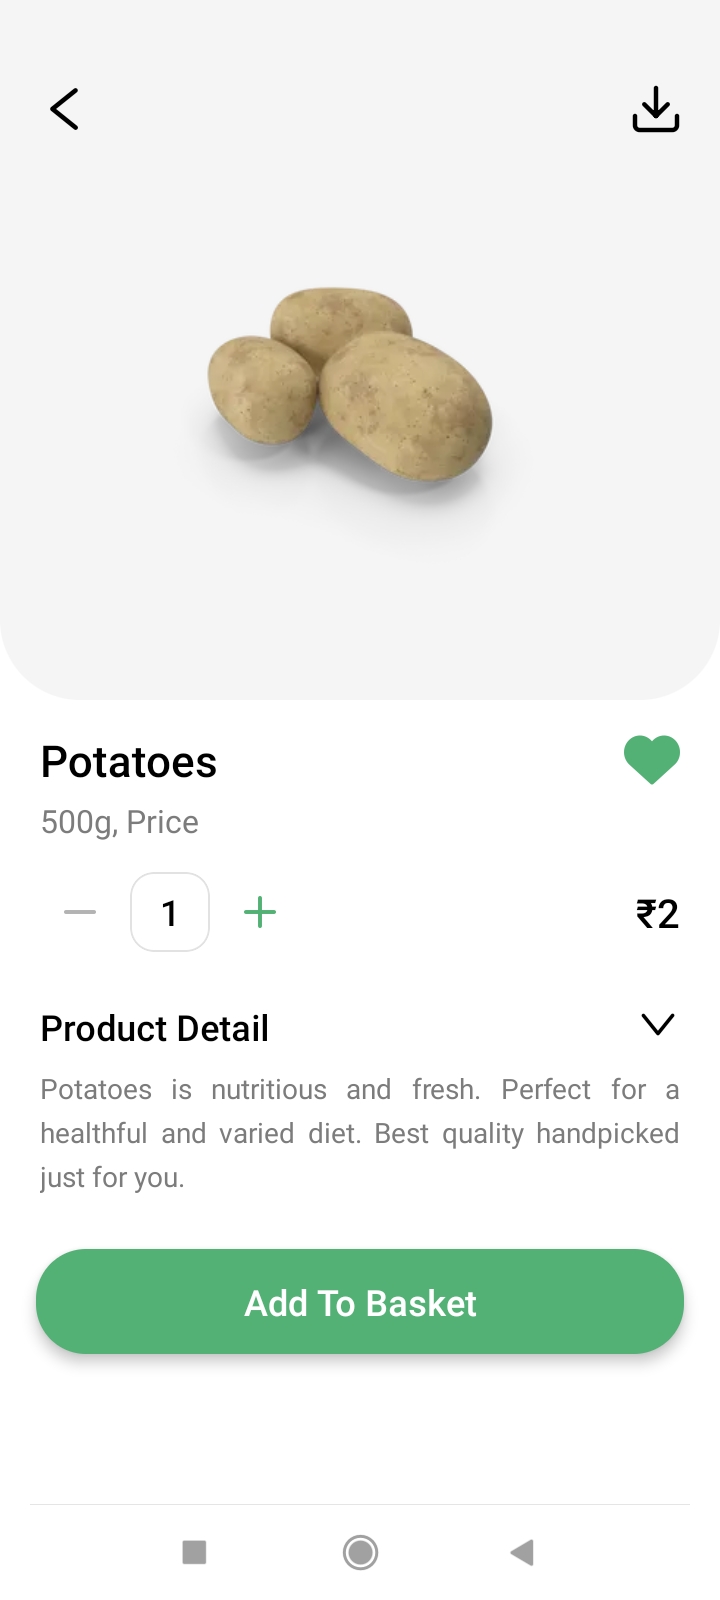 Potatoes
500g, Price
1
₹2
Product Detail
Potatoes is nutritious and fresh. Perfect for a
healthful and varied diet. Best quality handpicked
just for you.
Add To Basket